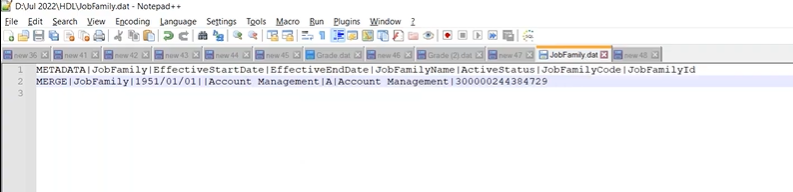 D:\Jul 2022\HDL\JobFamily.dat - Notepad++
File Edit Search View Encoding Language Settings Tools Macro Run Plugins Window ?
new 36 new 41 new 42 new 43 new 44 new 45 Grade.dat new 46 Grade (2).dat new 47 JobFamily.dat new 48
1 METADATA|JobFamily|EffectiveStartDate|EffectiveEndDate|JobFamilyName|ActiveStatus|JobFamilyCode|JobFamilyId
2 MERGE|JobFamily|1951/01/01||Account Management|A|Account Management|300000244384729
3